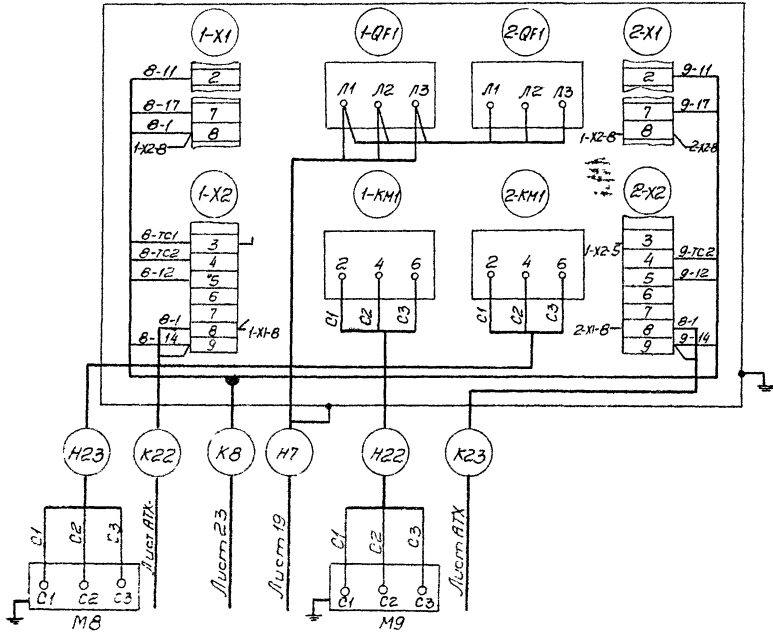 1-X1
1-QF1
2-QF1
2-X1
8-11
2
Л1 Л2 Л3
Л1 Л2 Л3
2
9-11
8-17
7
7
9-17
8-1
8
8
1-X2-8
1-X2-8
2-X2-8
1-X2
1-KM1
2-KM1
2-X2
8-TC1
3
1-X2-3
3
8-TC2
4
2 4 6
2 4 6
4
9-TC2
8-12
5
5
9-12
6
6
7
C1 C2 C3
C1 C2 C3
7
8-1
8
1-X1-8
2-X1-8
8
8-1
8-14
9
9
9-14
H23
K22
K8
H7
H22
K23
C1 C2 C3
Лист АТХ-
Лист 23
Лист 19
C1 C2 C3
Лист АТХ
C1 C2 C3
C1 C2 C3
M8
M9